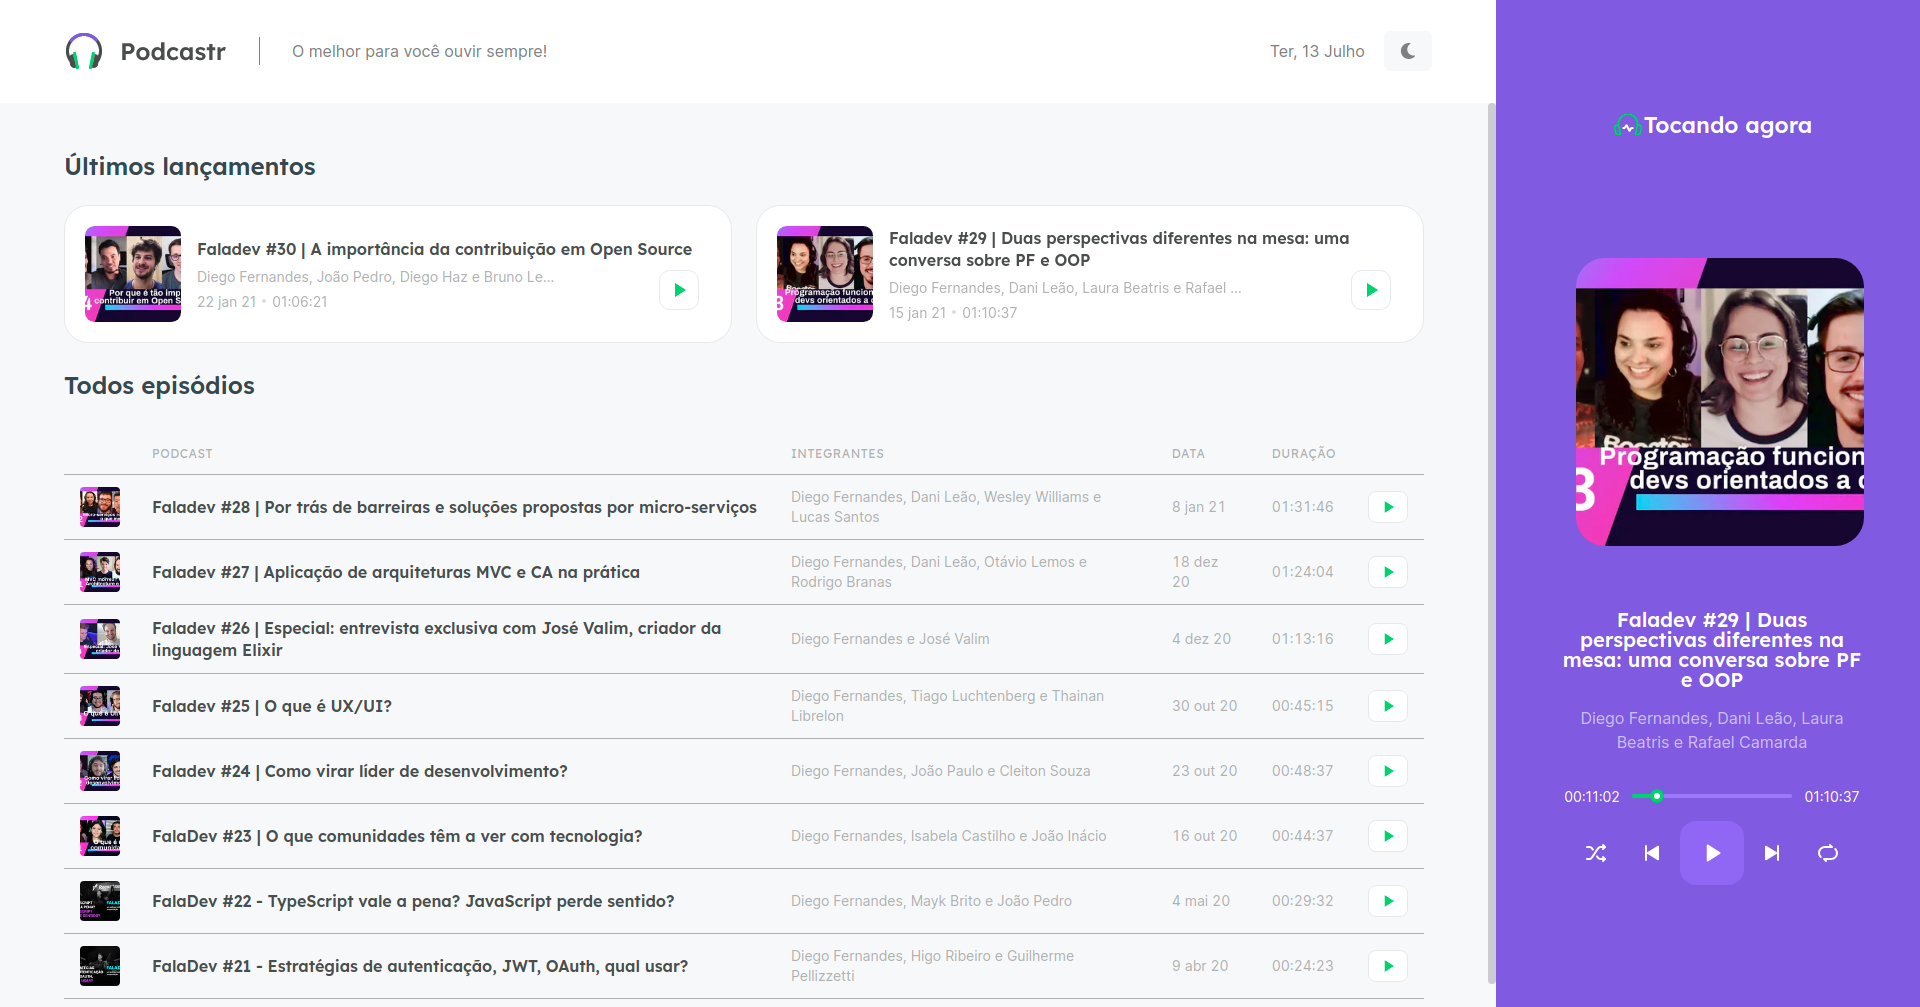 Podcastr
O melhor para você ouvir sempre!
Ter, 13 Julho
Últimos lançamentos
Por que é tão imp
contribuir em Open S
Faladev #30 | A importância da contribuição em Open Source
Diego Fernandes, João Pedro, Diego Haz e Bruno Le...
22 jan 21 • 01:06:21
Programação funcion
devs orientados a c
Faladev #29 | Duas perspectivas diferentes na mesa: uma
conversa sobre PF e OOP
Diego Fernandes, Dani Leão, Laura Beatris e Rafael ...
15 jan 21 • 01:10:37
Todos episódios
PODCAST INTEGRANTES DATA DURAÇÃO
Faladev #28 | Por trás de barreiras e soluções propostas por micro-serviços
Diego Fernandes, Dani Leão, Wesley Williams e
Lucas Santos
8 jan 21
01:31:46
Faladev #27 | Aplicação de arquiteturas MVC e CA na prática
Diego Fernandes, Dani Leão, Otávio Lemos e
Rodrigo Branas
18 dez
20
01:24:04
Faladev #26 | Especial: entrevista exclusiva com José Valim, criador da
linguagem Elixir
Diego Fernandes e José Valim
4 dez 20
01:13:16
Faladev #25 | O que é UX/UI?
Diego Fernandes, Tiago Luchtenberg e Thainan
Librelon
30 out 20
00:45:15
Faladev #24 | Como virar líder de desenvolvimento?
Diego Fernandes, João Paulo e Cleiton Souza
23 out 20
00:48:37
FalaDev #23 | O que comunidades têm a ver com tecnologia?
Diego Fernandes, Isabela Castilho e João Inácio
16 out 20
00:44:37
FalaDev #22 - TypeScript vale a pena? JavaScript perde sentido?
Diego Fernandes, Mayk Brito e João Pedro
4 mai 20
00:29:32
FalaDev #21 - Estratégias de autenticação, JWT, OAuth, qual usar?
Diego Fernandes, Higo Ribeiro e Guilherme
Pellizzetti
9 abr 20
00:24:23
Tocando agora
Programação funcion
3 devs orientados a c
Faladev #29 | Duas
perspectivas diferentes na
mesa: uma conversa sobre PF
e OOP
Diego Fernandes, Dani Leão, Laura
Beatris e Rafael Camarda
00:11:02
01:10:37